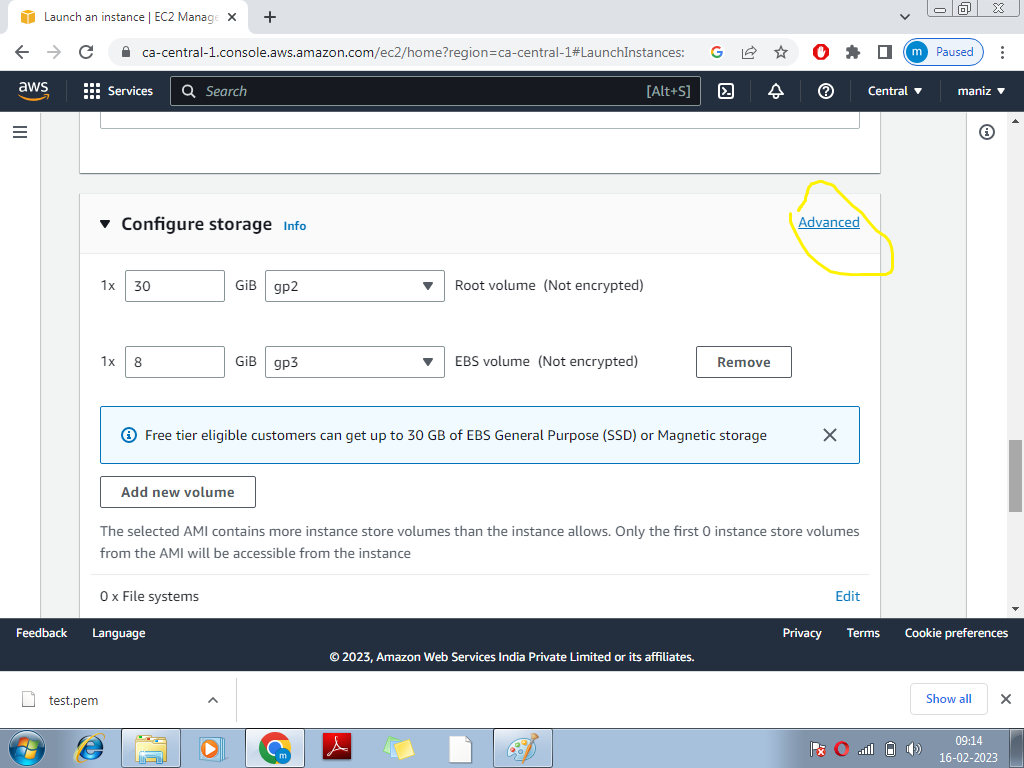 Launch an instance | EC2 Manage
ca-central-1.console.aws.amazon.com/ec2/home?region=ca-central-1#LaunchInstances:
m Paused
aws
Services
Search [Alt+S]
Central
maniz
Configure storage Info
Advanced
1x 30 GiB gp2 Root volume (Not encrypted)
1x 8 GiB gp3 EBS volume (Not encrypted) Remove
Free tier eligible customers can get up to 30 GB of EBS General Purpose (SSD) or Magnetic storage
Add new volume
The selected AMI contains more instance store volumes than the instance allows. Only the first 0 instance store volumes
from the AMI will be accessible from the instance
0 x File systems Edit
Feedback Language Privacy Terms Cookie preferences
© 2023, Amazon Web Services India Private Limited or its affiliates.
test.pem Show all
m
09:14
16-02-2023